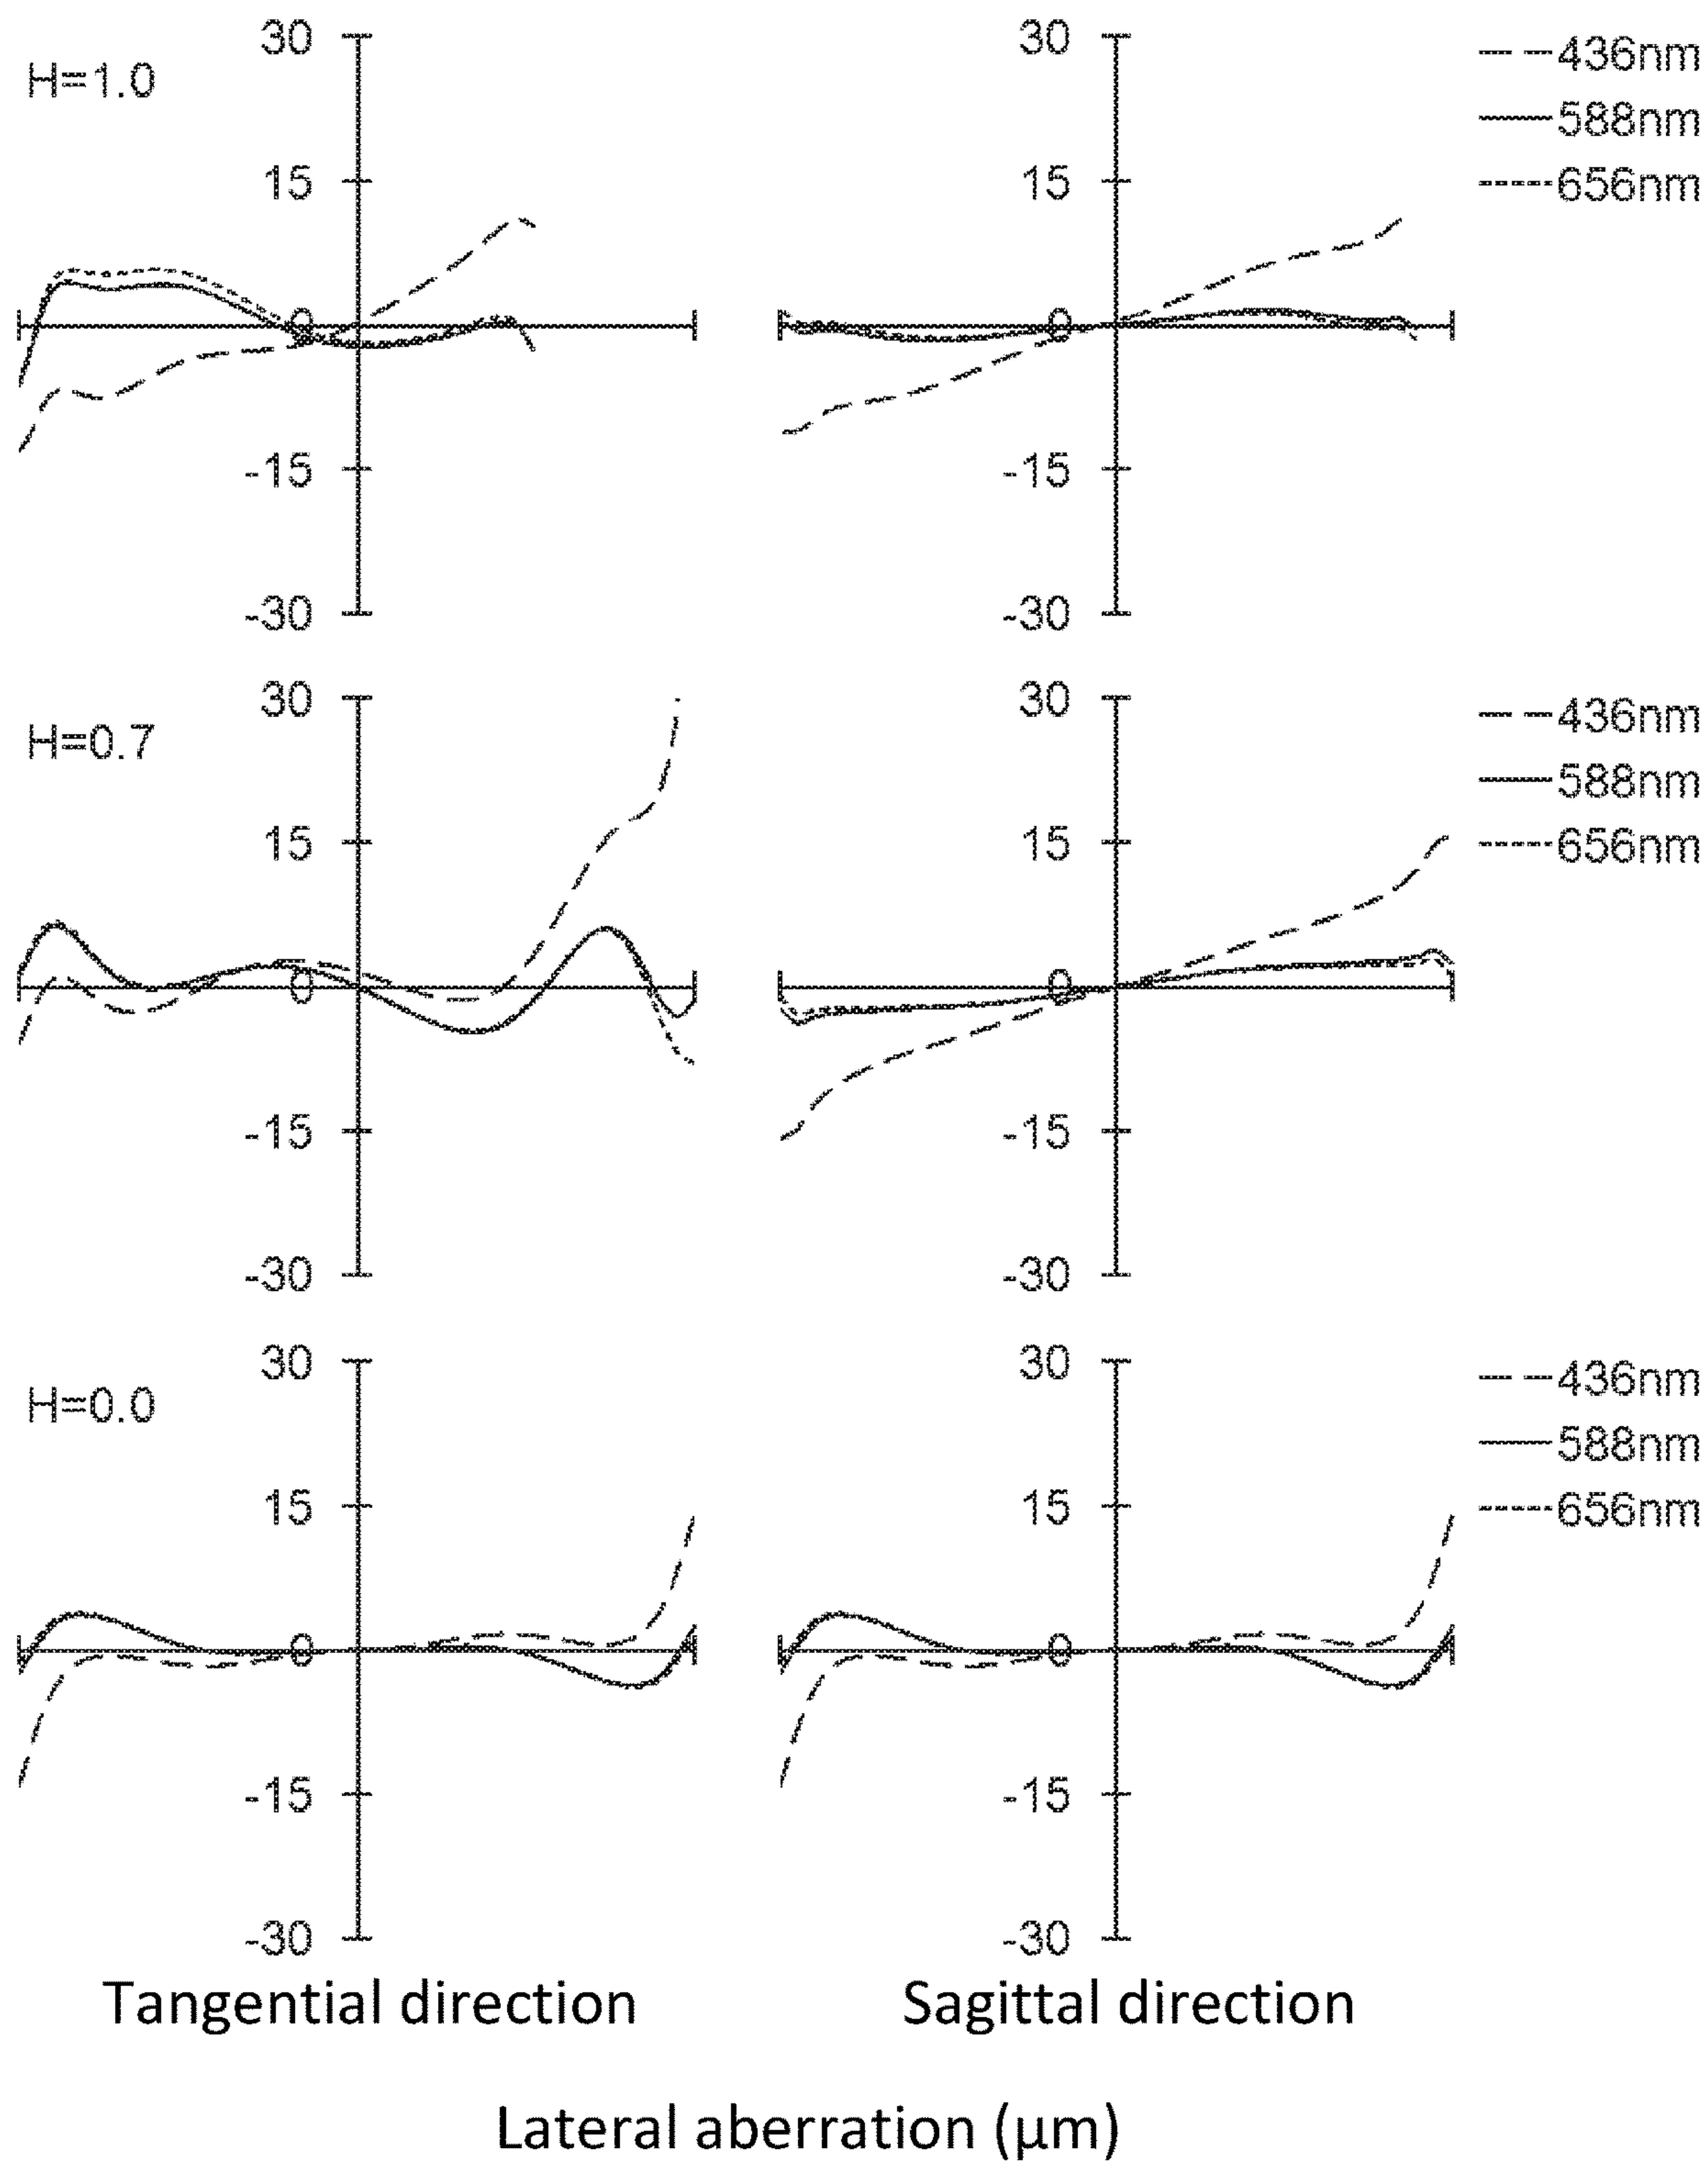 H=1.0
30
15
0
-15
-30
30
15
0
-15
-30
436nm
588nm
656nm
H=0.7
30
15
0
-15
-30
30
15
0
-15
-30
436nm
588nm
656nm
H=0.0
30
15
0
-15
-30
30
15
0
-15
-30
436nm
588nm
656nm
Tangential direction
Sagittal direction
Lateral aberration (μm)